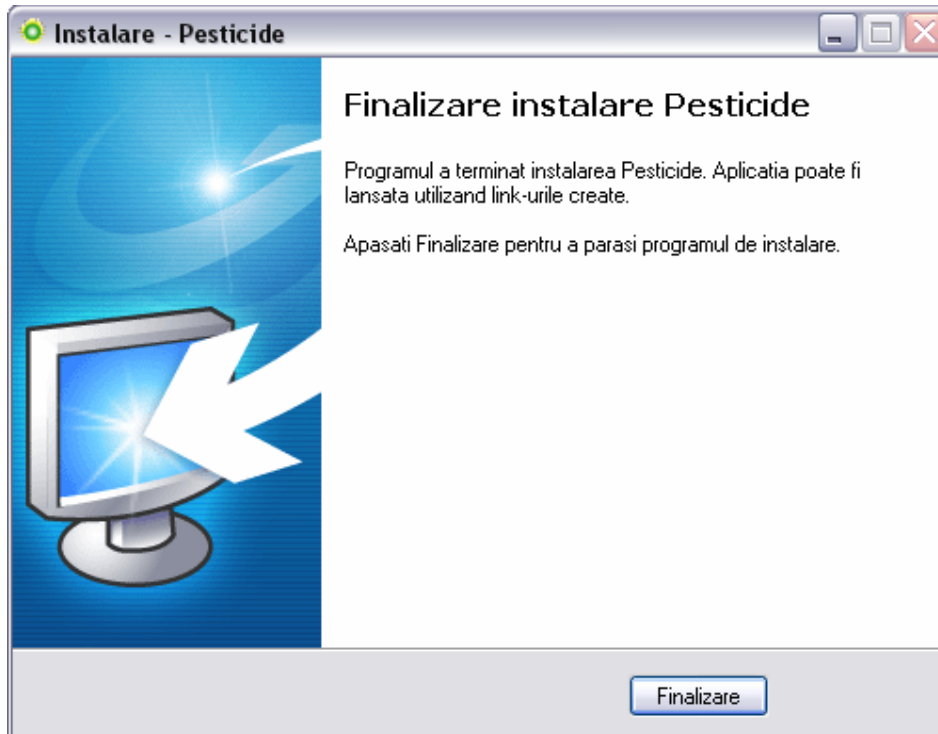 Instalare - Pesticide
Finalizare instalare Pesticide
Programul a terminat instalarea Pesticide. Aplicatia poate fi
lansata utilizand link-urile create.
Apasati Finalizare pentru a parasi programul de instalare.
Finalizare